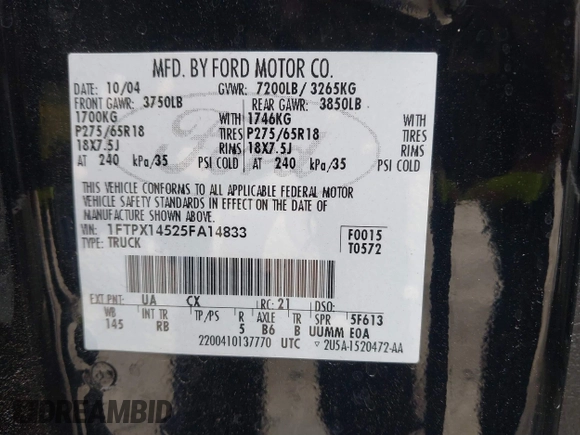 MFD. BY FORD MOTOR CO.
DATE: 10/04 GVWR: 7200LB/ 3265KG
FRONT GAWR: 3750LB REAR GAWR: 3850LB
1700KG WITH 1746KG WITH
P275/65R18 TIRES P275/65R18 TIRES
18X7.5J RIMS 18X7.5J RIMS
AT 240 kPa/35 PSI COLD AT 240 kPa/35 PSI COLD
THIS VEHICLE CONFORMS TO ALL APPLICABLE FEDERAL MOTOR
VEHICLE SAFETY STANDARDS IN EFFECT ON THE DATE OF
MANUFACTURE SHOWN ABOVE.
VIN: 1FTPX14525FA14833 F0015
TYPE: TRUCK T0572
EXT PNT: UA CX RC: 21 DSO:
WB INT TR TP/PS R AXLE TR SPR 5F613
145 RB 5 B6 B UUMM E0A
2200410137770 UTC 2U5A-1520472-AA
Ford
DREAMBID